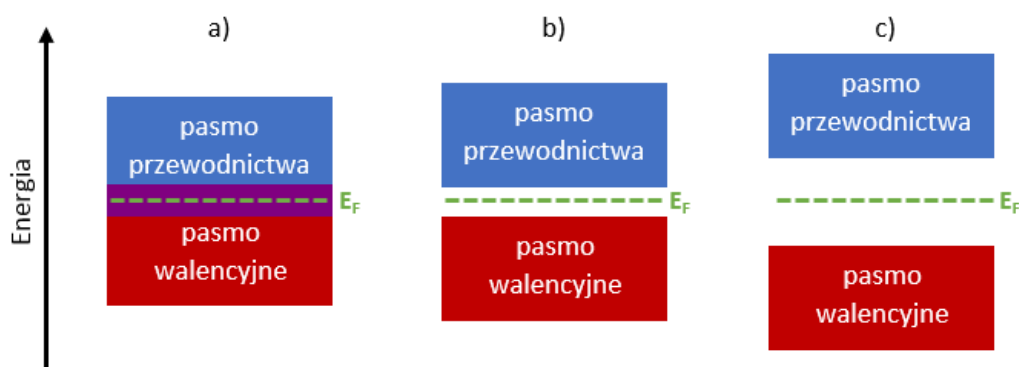 a)
b)
c)
Energia
pasmo
przewodnictwa
E_F
pasmo
walencyjne
pasmo
przewodnictwa
E_F
pasmo
walencyjne
pasmo
przewodnictwa
E_F
pasmo
walencyjne